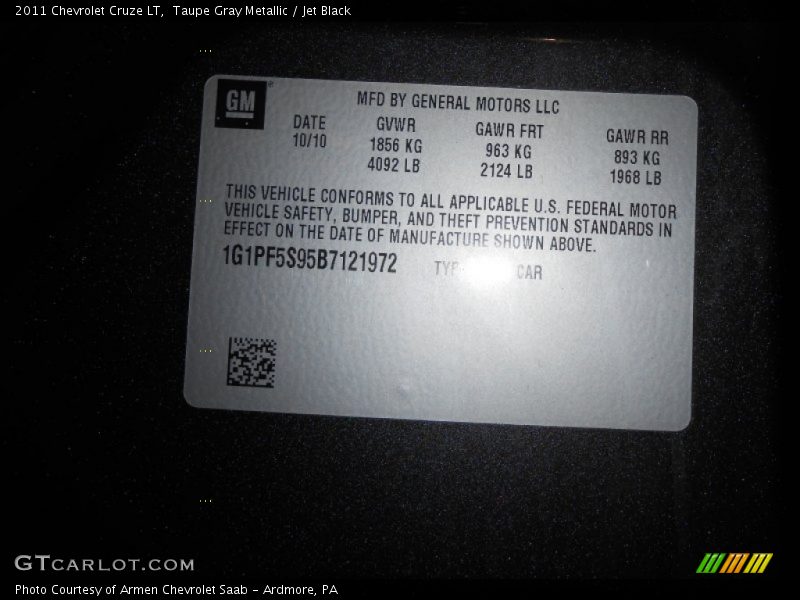 2011 Chevrolet Cruze LT,  Taupe Gray Metallic / Jet Black
GM
MFD BY GENERAL MOTORS LLC
DATE GVWR GAWR FRT GAWR RR
10/10 1856 KG 963 KG 893 KG
4092 LB 2124 LB 1968 LB
THIS VEHICLE CONFORMS TO ALL APPLICABLE U.S. FEDERAL MOTOR
VEHICLE SAFETY, BUMPER, AND THEFT PREVENTION STANDARDS IN
EFFECT ON THE DATE OF MANUFACTURE SHOWN ABOVE.
1G1PF5S95B7121972 CAR
GTCARLOT.COM
Photo Courtesy of Armen Chevrolet Saab - Ardmore, PA